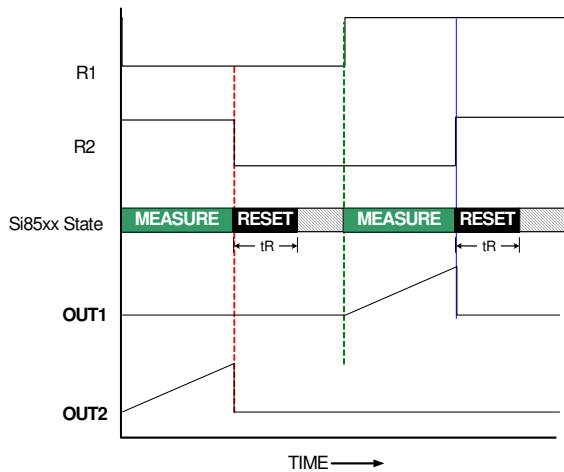 R1
R2
Si85xx State
MEASURE RESET MEASURE RESET
tR tR
OUT1
OUT2
TIME